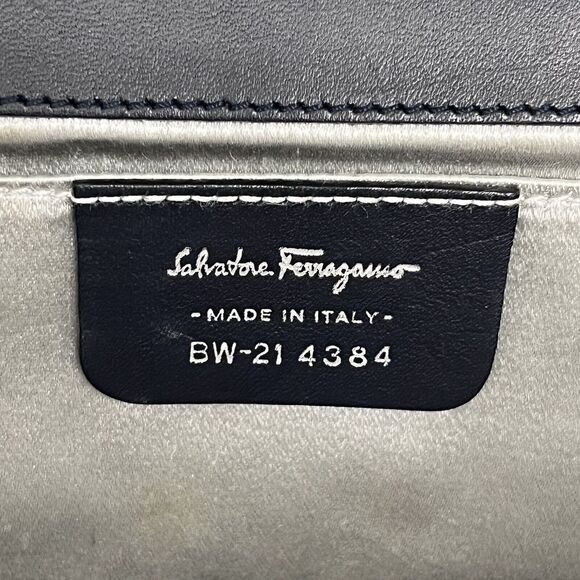 Salvatore Ferragamo
- MADE IN ITALY -
BW-21 4384